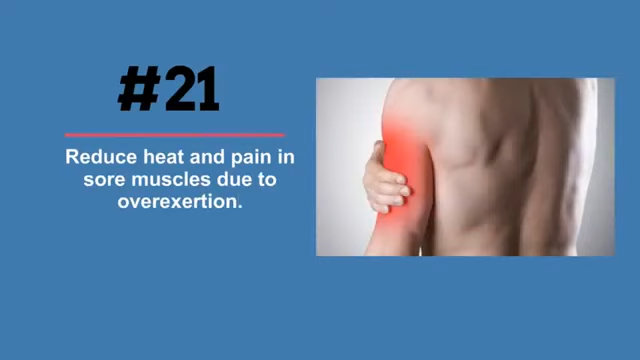 #21
Reduce heat and pain in
sore muscles due to
overexertion.